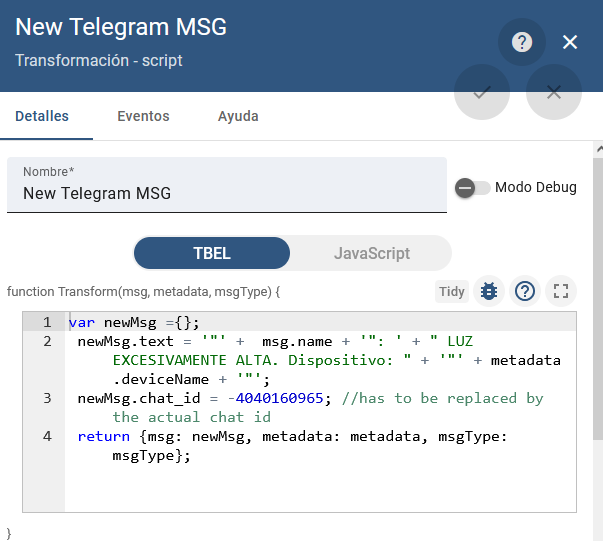 New Telegram MSG
Transformación - script
Detalles
Eventos
Ayuda
Nombre*
New Telegram MSG
Modo Debug
TBEL
JavaScript
function Transform(msg, metadata, msgType) {
Tidy
1 var newMsg ={};
2 newMsg.text = '"' +  msg.name + '": ' + " LUZ
EXCESIVAMENTE ALTA. Dispositivo: " + '"' + metadata
.deviceName + '"';
3 newMsg.chat_id = -4040160965; //has to be replaced by
the actual chat id
4 return {msg: newMsg, metadata: metadata, msgType:
msgType};
}